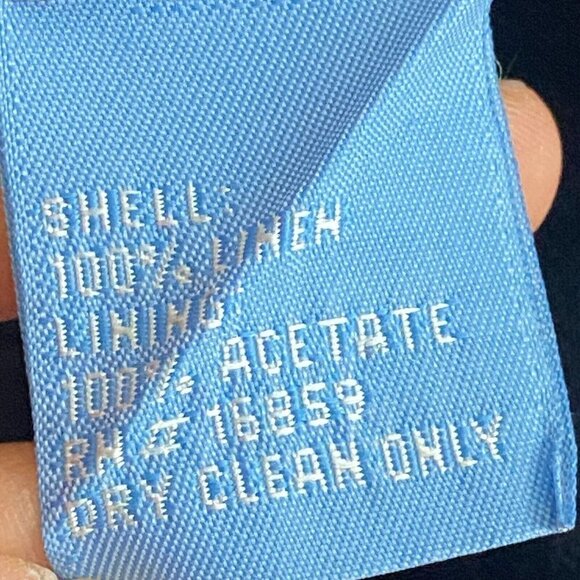 SHELL:
100% LINEN
LINING:
100% ACETATE
RN # 16859
DRY CLEAN ONLY